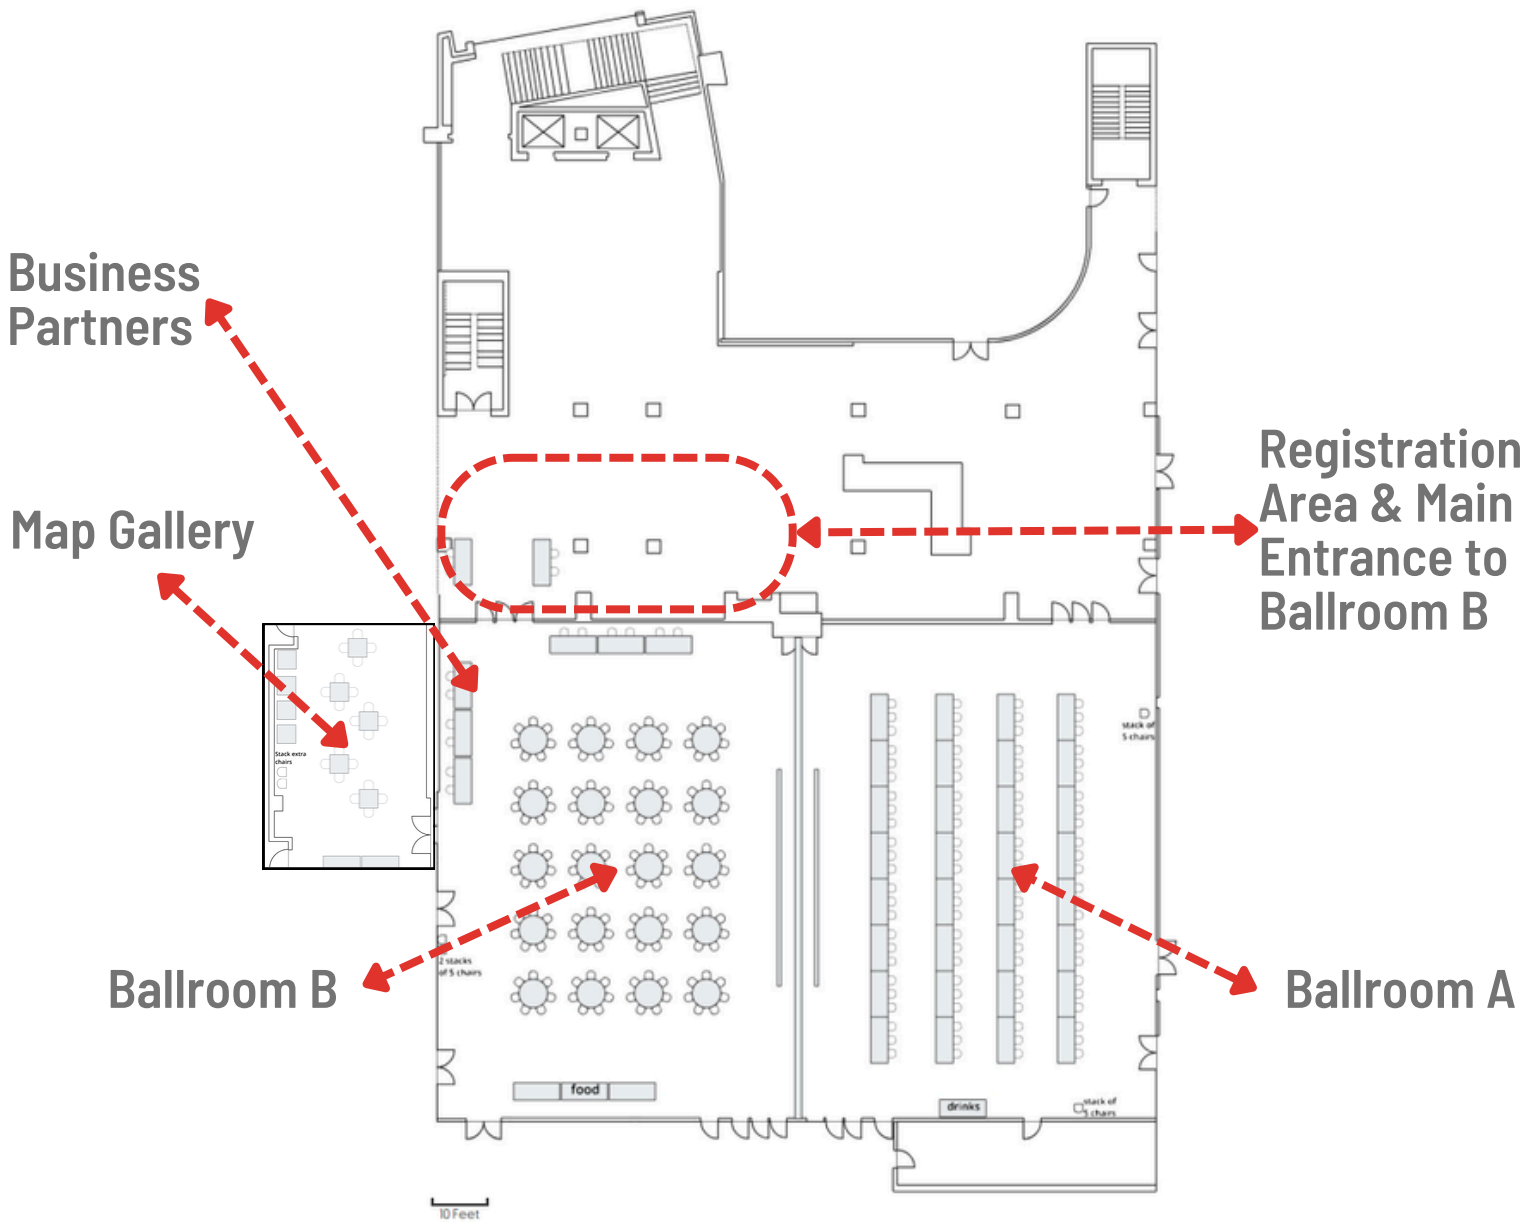 Business
Partners
Map Gallery
Registration
Area & Main
Entrance to
Ballroom B
stack of
5 chairs
Stack extra
chairs
2 stacks
of 5 chairs
Ballroom B
Ballroom A
food
drinks
stack of
5 chairs
10 Feet